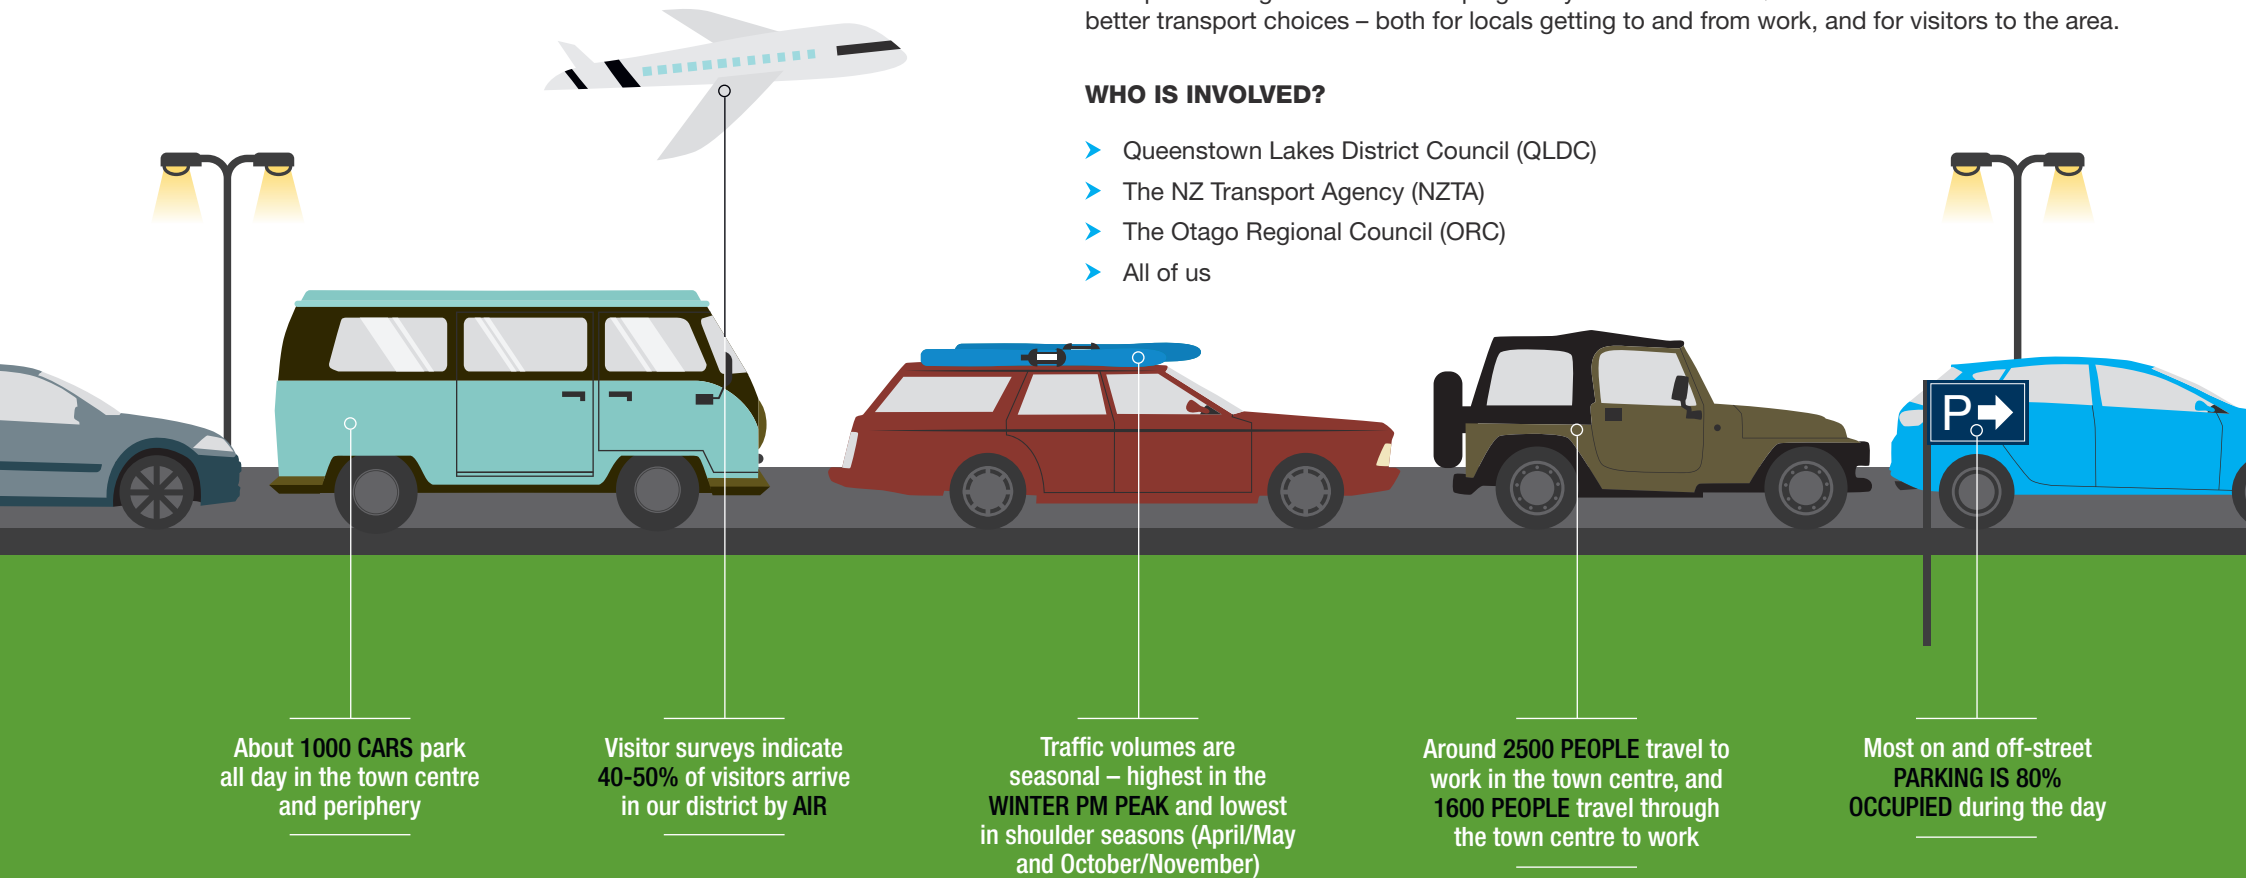 better transport choices – both for locals getting to and from work, and for visitors to the area.
WHO IS INVOLVED?
➤ Queenstown Lakes District Council (QLDC)
➤ The NZ Transport Agency (NZTA)
➤ The Otago Regional Council (ORC)
➤ All of us
P
About 1000 CARS park
all day in the town centre
and periphery
Visitor surveys indicate
40-50% of visitors arrive
in our district by AIR
Traffic volumes are
seasonal – highest in the
WINTER PM PEAK and lowest
in shoulder seasons (April/May
and October/November)
Around 2500 PEOPLE travel to
work in the town centre, and
1600 PEOPLE travel through
the town centre to work
Most on and off-street
PARKING IS 80%
OCCUPIED during the day